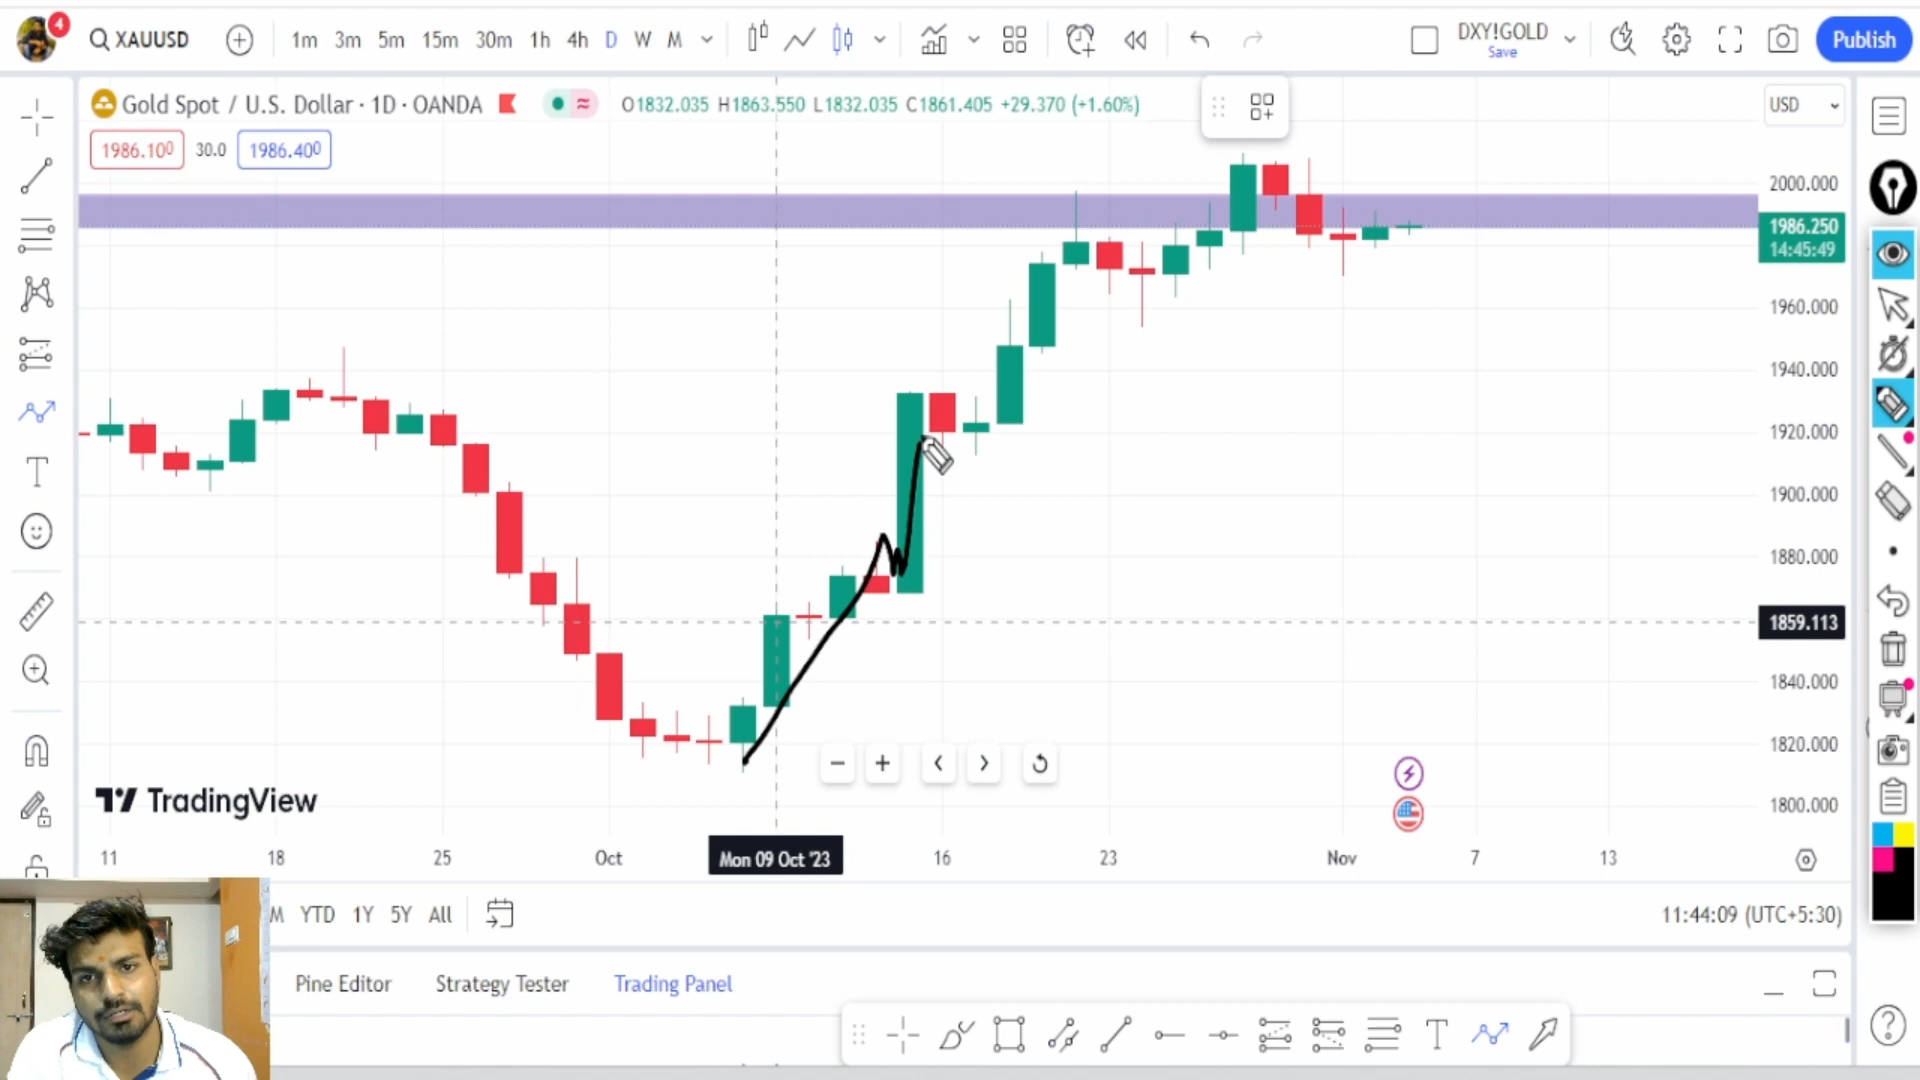 4
XAUUSD
1m 3m 5m 15m 30m 1h 4h D W M
DXY!GOLD
Save
Publish
Gold Spot / U.S. Dollar · 1D · OANDA
O1832.035 H1863.550 L1832.035 C1861.405 +29.370 (+1.60%)
USD
1986.100 30.0 1986.400
2000.000
1986.250
14:45:49
1960.000
1940.000
1920.000
1900.000
1880.000
1859.113
1840.000
1820.000
1800.000
TradingView
11 18 25 Oct Mon 09 Oct '23 16 23 Nov 7 13
M YTD 1Y 5Y All
11:44:09 (UTC+5:30)
Pine Editor Strategy Tester Trading Panel